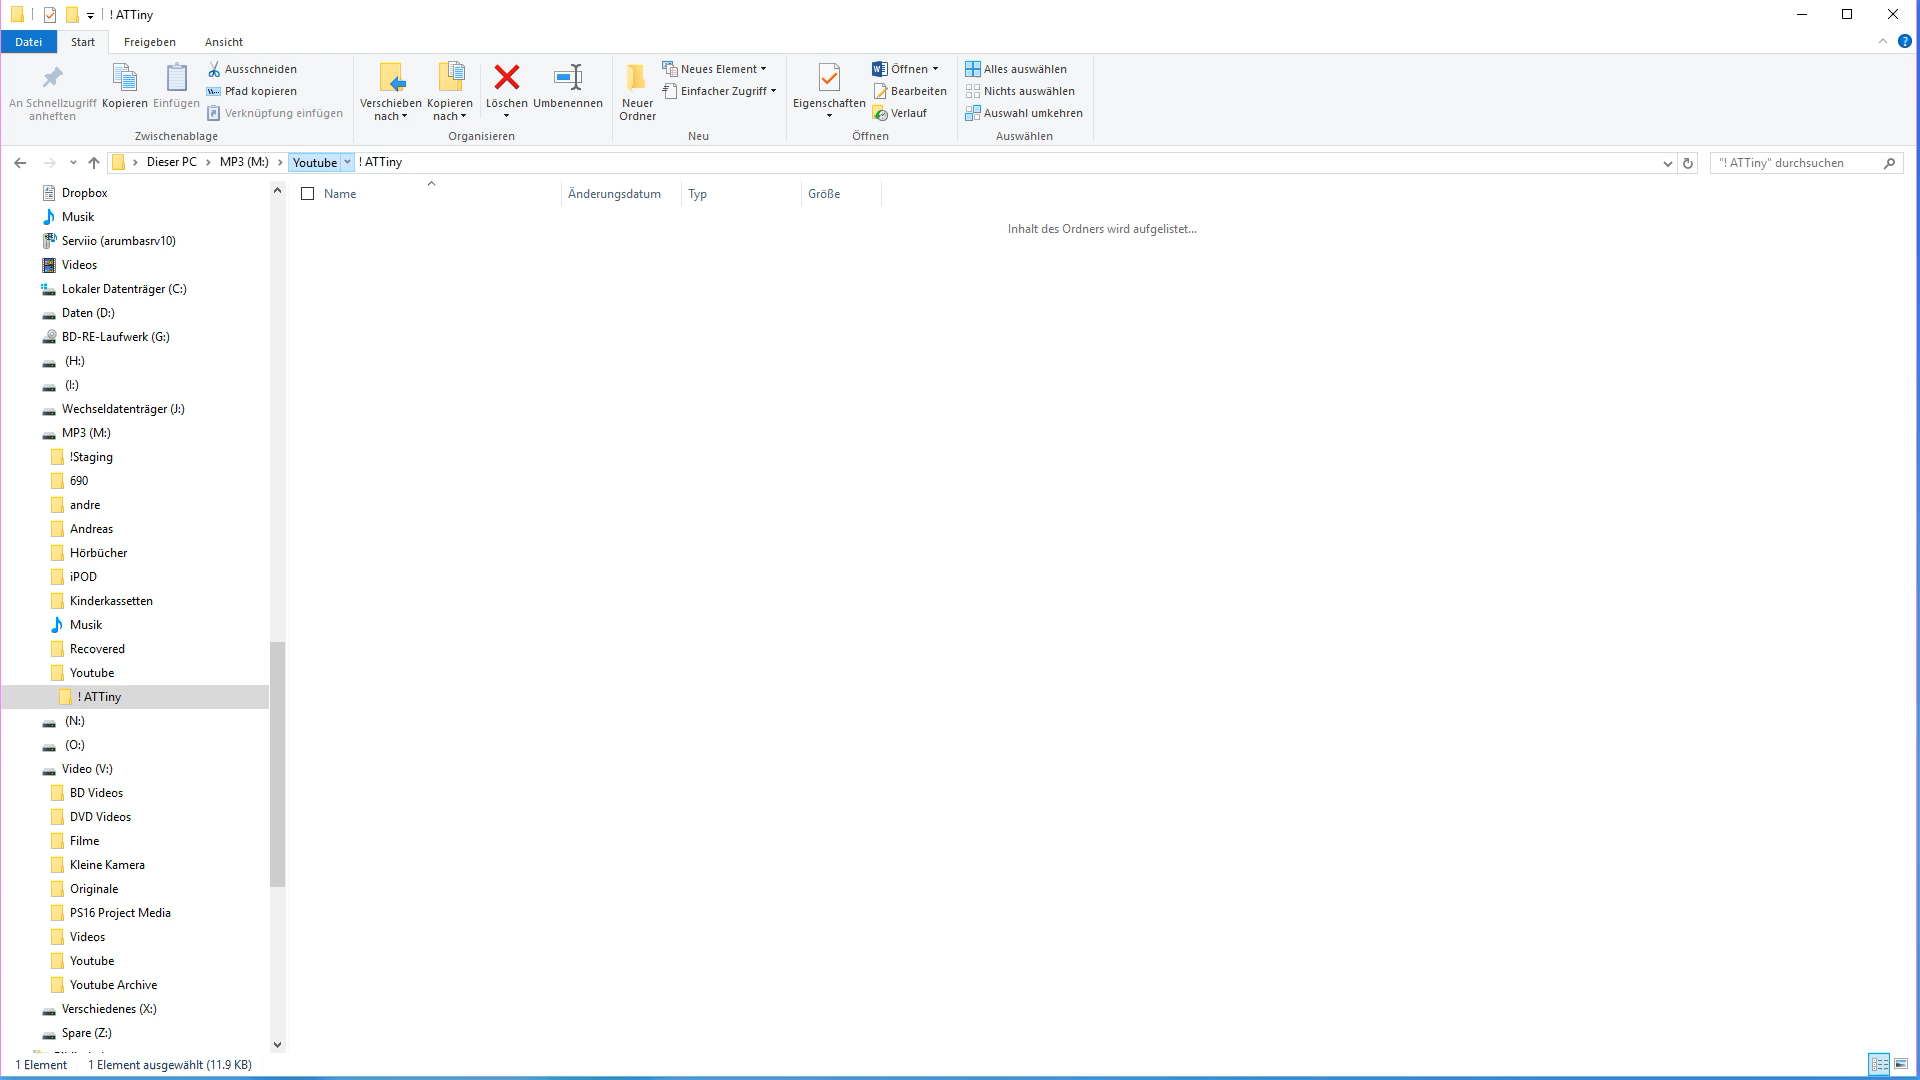 ! ATTiny
Datei Start Freigeben Ansicht
An Schnellzugriff anheften
Kopieren
Einfügen
Ausschneiden
Pfad kopieren
Verknüpfung einfügen
Zwischenablage
Verschieben nach
Kopieren nach
Löschen
Umbenennen
Organisieren
Neuer Ordner
Neues Element
Einfacher Zugriff
Neu
Eigenschaften
Öffnen
Bearbeiten
Verlauf
Öffnen
Alles auswählen
Nichts auswählen
Auswahl umkehren
Auswählen
Dieser PC MP3 (M:) Youtube ! ATTiny
"! ATTiny" durchsuchen
Name Änderungsdatum Typ Größe
Inhalt des Ordners wird aufgelistet...
Dropbox
Musik
Serviio (arumbasrv10)
Videos
Lokaler Datenträger (C:)
Daten (D:)
BD-RE-Laufwerk (G:)
(H:)
(I:)
Wechseldatenträger (J:)
MP3 (M:)
!Staging
690
andre
Andreas
Hörbücher
iPOD
Kinderkassetten
Musik
Recovered
Youtube
! ATTiny
(N:)
(O:)
Video (V:)
BD Videos
DVD Videos
Filme
Kleine Kamera
Originale
PS16 Project Media
Videos
Youtube
Youtube Archive
Verschiedenes (X:)
Spare (Z:)
1 Element 1 Element ausgewählt (11.9 KB)